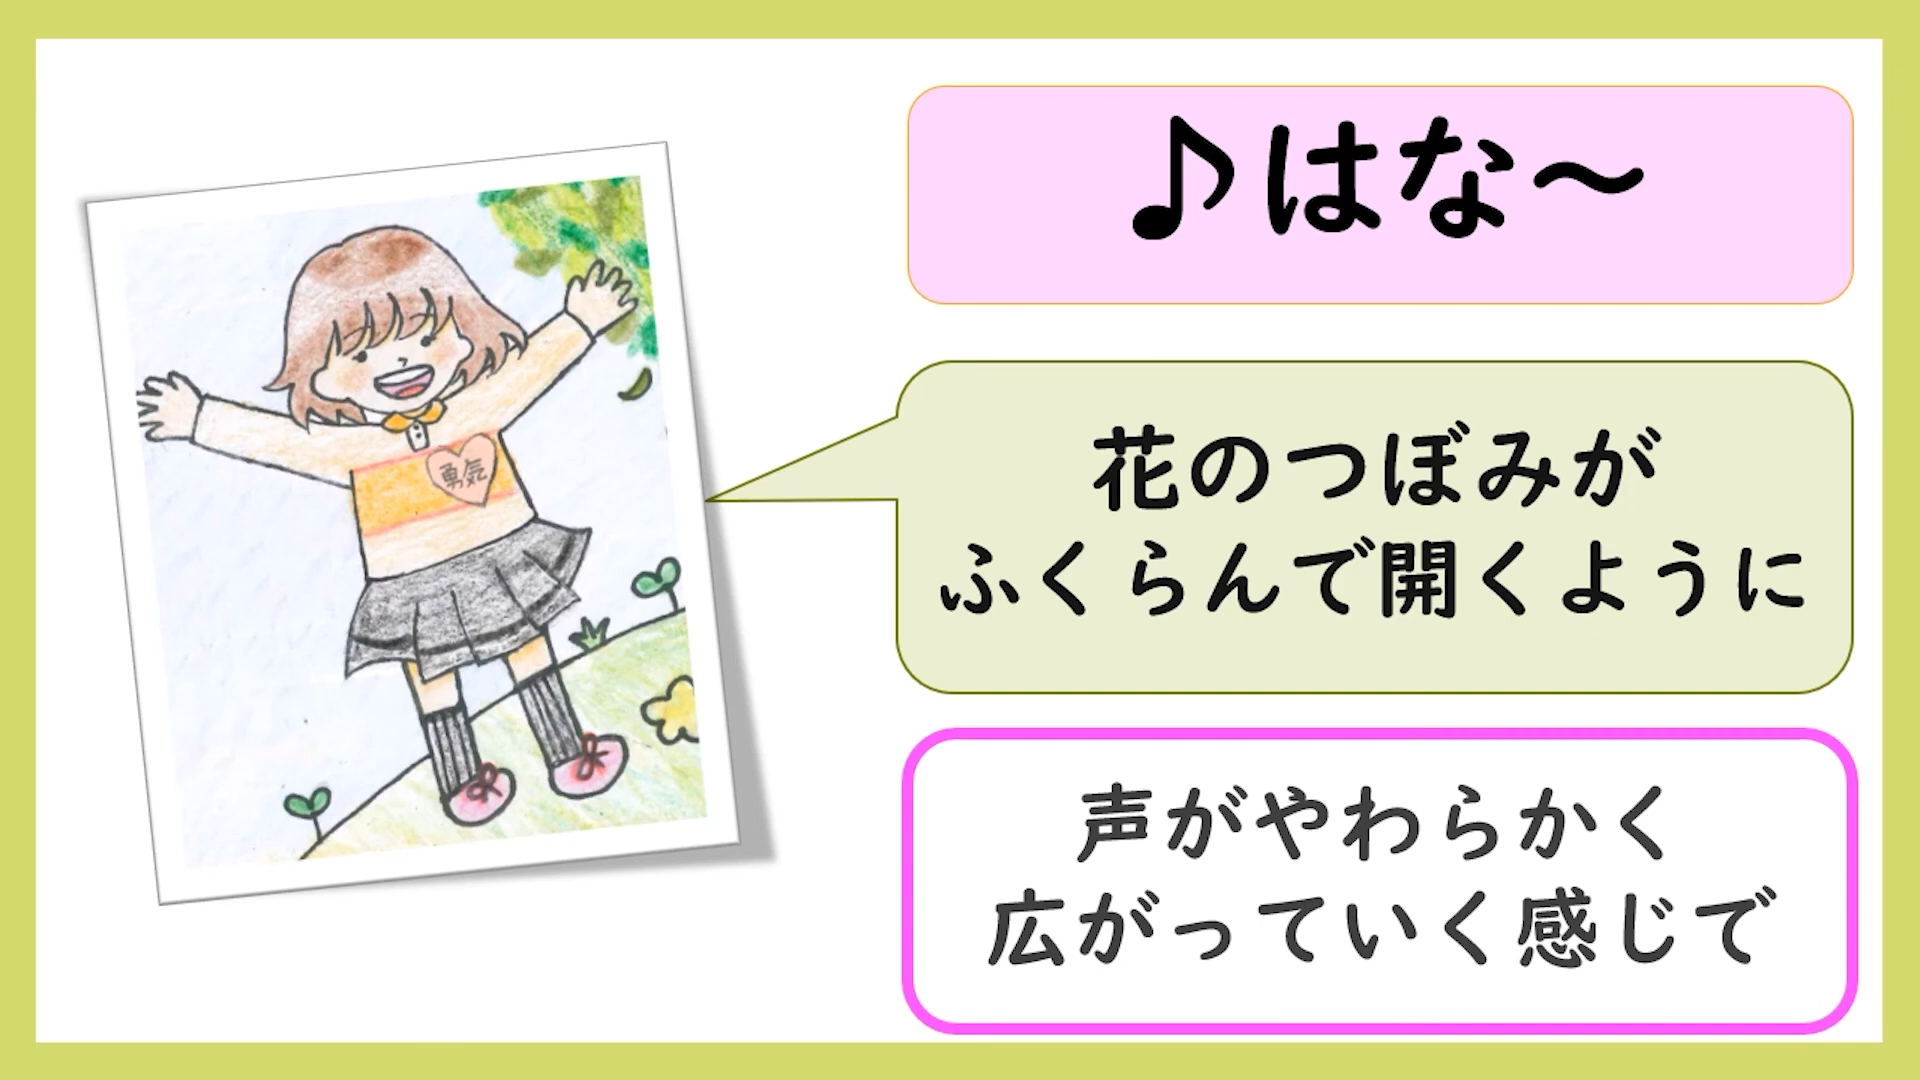 ♪はな～
勇気
花のつぼみが
ふくらんで開くように
声がやわらかく
広がっていく感じで